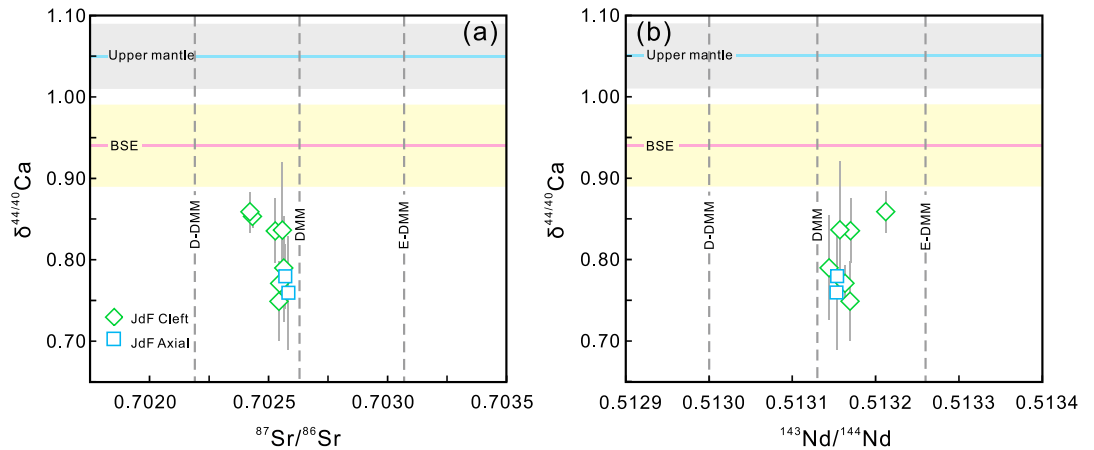 (a)
1.10
1.00
0.90
0.80
0.70
δ44/40Ca
Upper mantle
BSE
D-DMM
DMM
E-DMM
JdF Cleft
JdF Axial
0.7020
0.7025
0.7030
0.7035
87Sr/86Sr
(b)
1.10
1.00
0.90
0.80
0.70
δ44/40Ca
Upper mantle
BSE
D-DMM
DMM
E-DMM
0.5129
0.5130
0.5131
0.5132
0.5133
0.5134
143Nd/144Nd